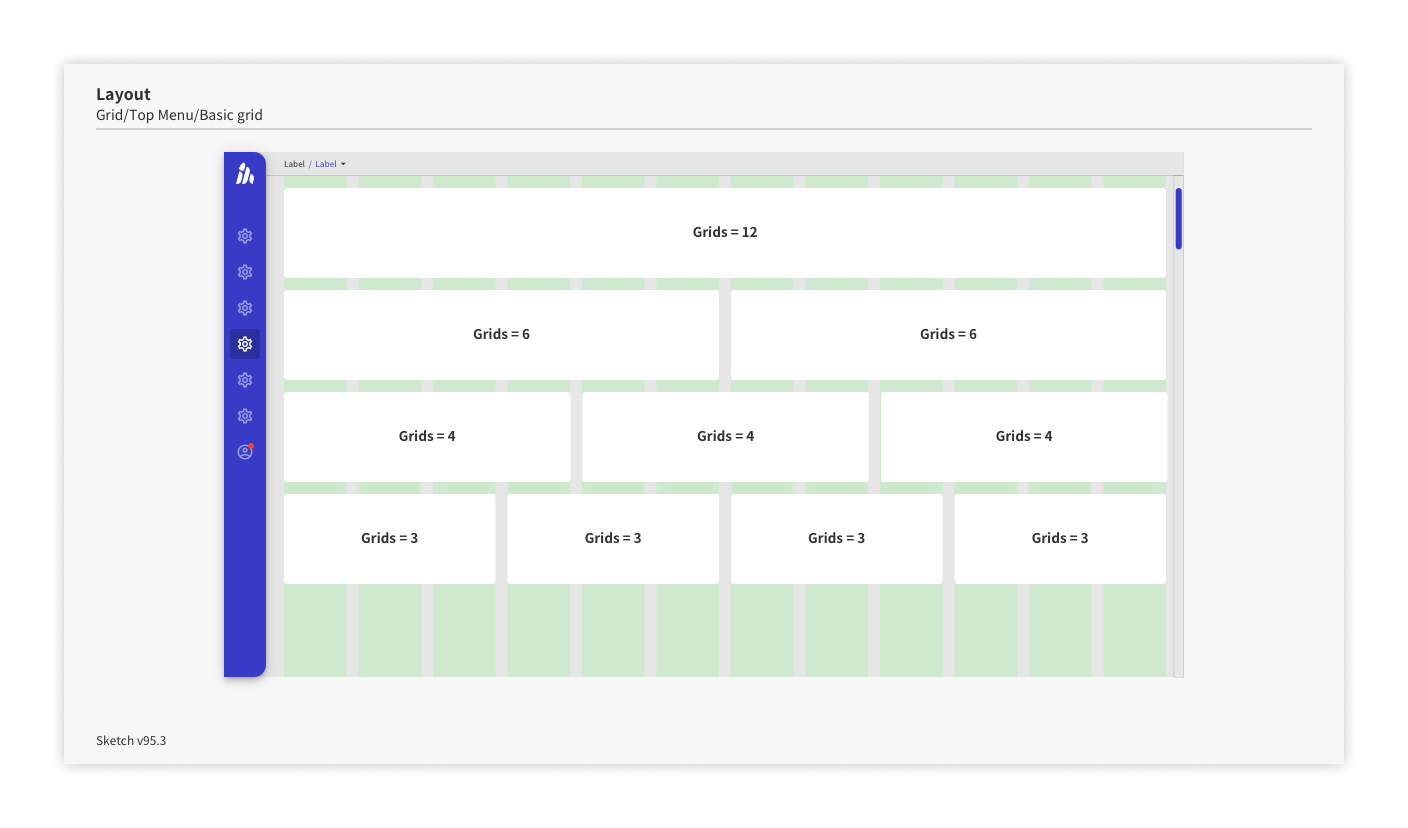 Layout
Grid/Top Menu/Basic grid
Label / Label
Grids = 12
Grids = 6
Grids = 6
Grids = 4
Grids = 4
Grids = 4
Grids = 3
Grids = 3
Grids = 3
Grids = 3
Sketch v95.3